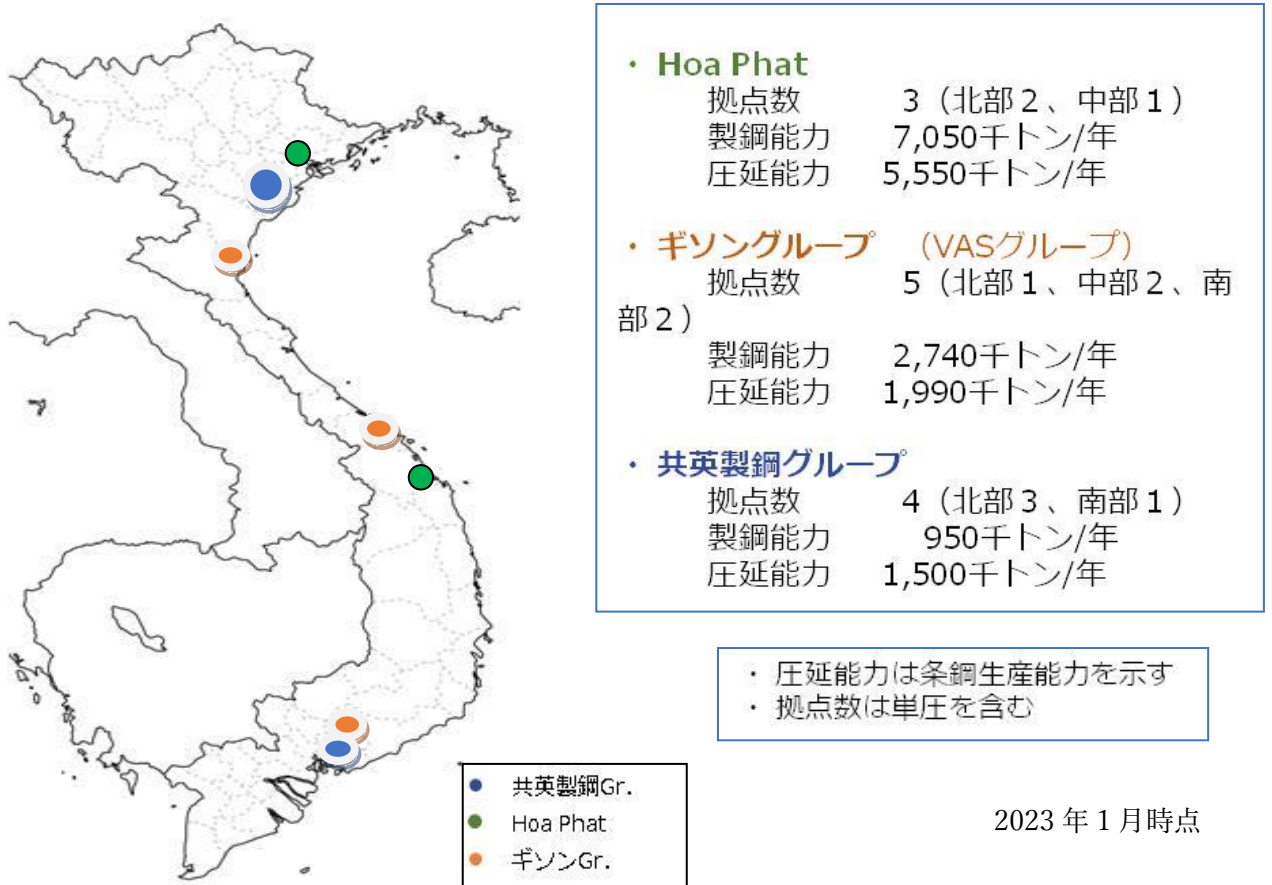 ・ Hoa Phat
拠点数 3（北部２、中部１）
製鋼能力 7,050千トン/年
圧延能力 5,550千トン/年
・ ギソングループ （VASグループ）
拠点数 5（北部１、中部２、南
部２）
製鋼能力 2,740千トン/年
圧延能力 1,990千トン/年
・ 共英製鋼グループ
拠点数 4（北部３、南部１）
製鋼能力 950千トン/年
圧延能力 1,500千トン/年
・ 圧延能力は条鋼生産能力を示す
・ 拠点数は単圧を含む
共英製鋼Gr.
Hoa Phat
ギソンGr.
2023 年 1 月時点